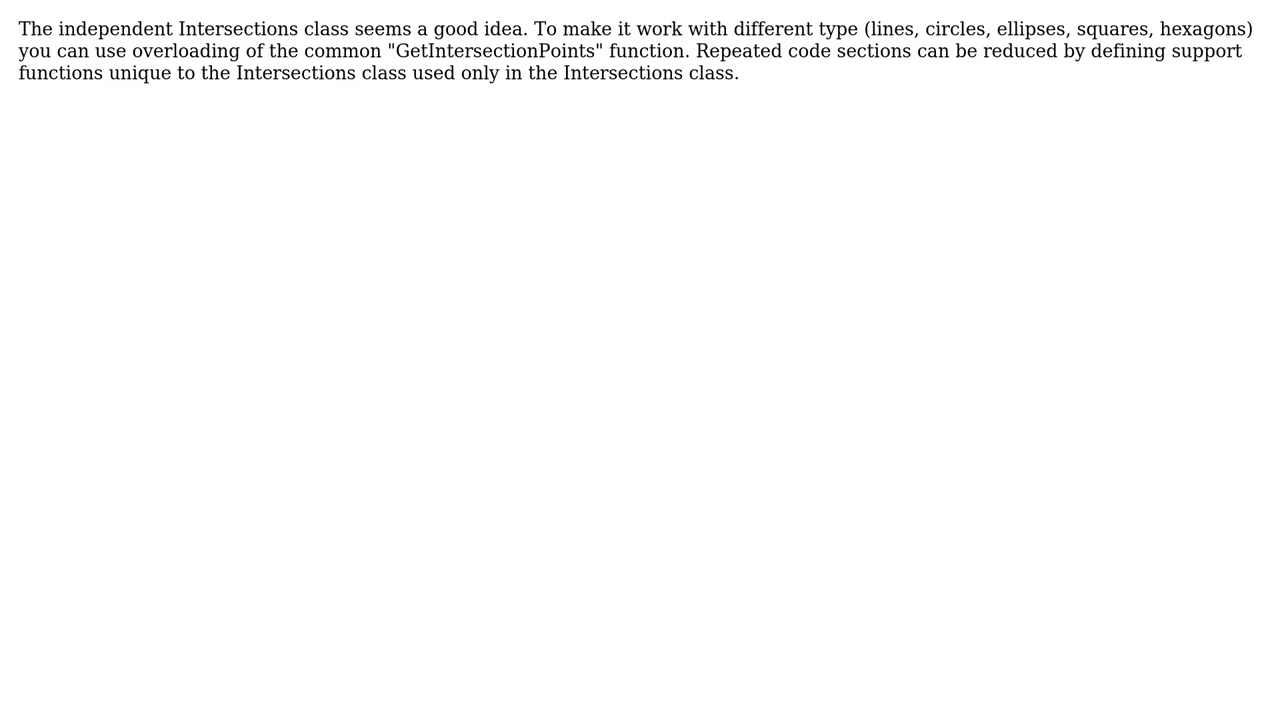 The independent Intersections class seems a good idea. To make it work with different type (lines, circles, ellipses, squares, hexagons)
you can use overloading of the common "GetIntersectionPoints" function. Repeated code sections can be reduced by defining support
functions unique to the Intersections class used only in the Intersections class.